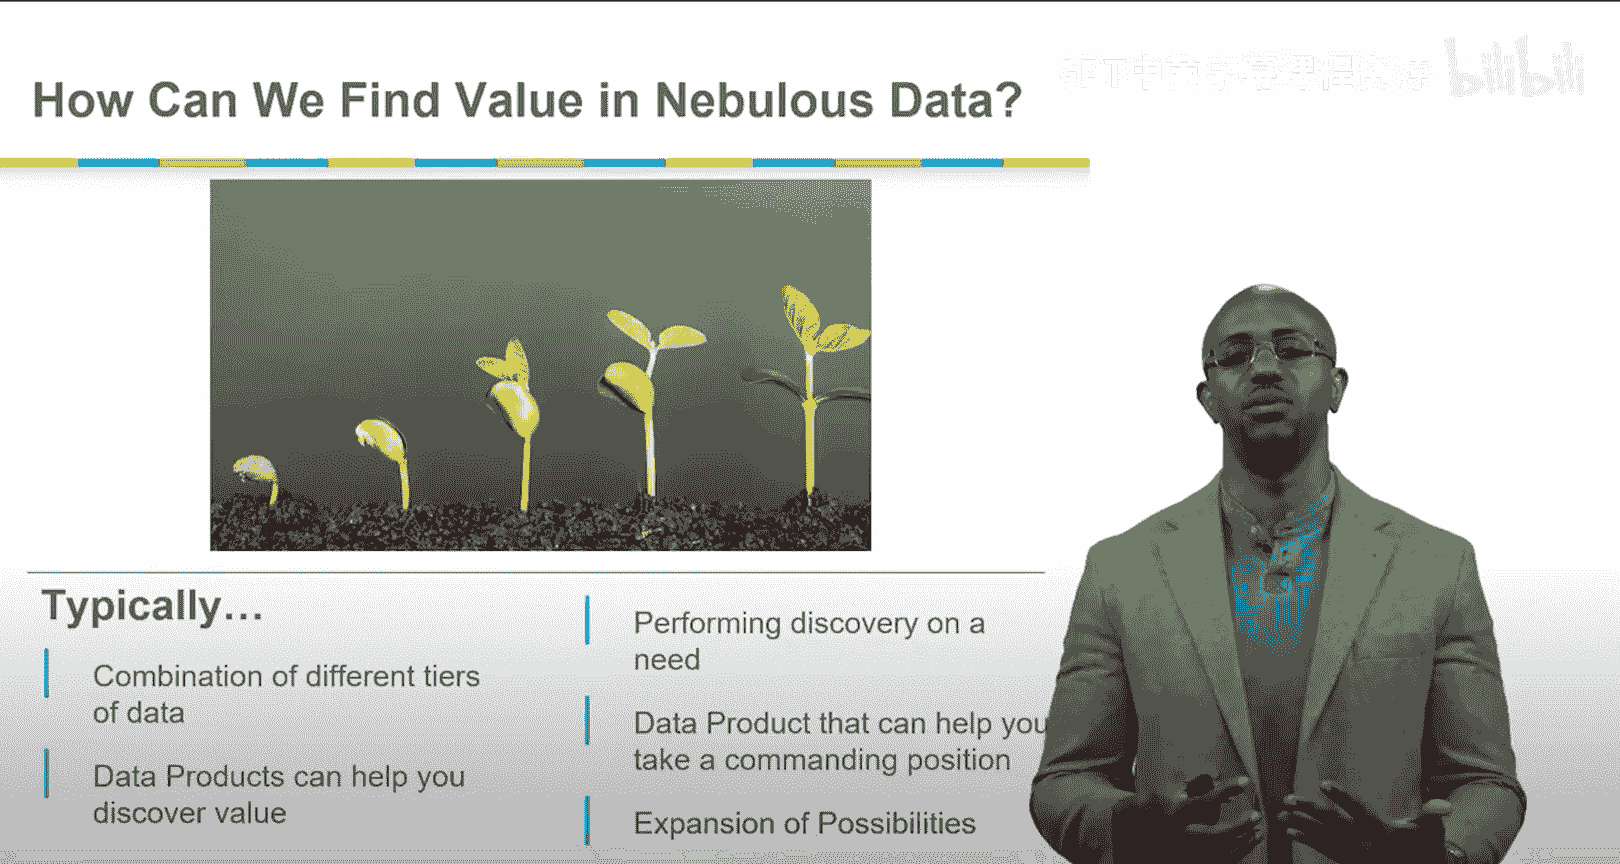 How Can We Find Value in Nebulous Data?
bilibili
Typically...
Combination of different tiers
of data
Data Products can help you
discover value
Performing discovery on a
need
Data Product that can help you
take a commanding position
Expansion of Possibilities